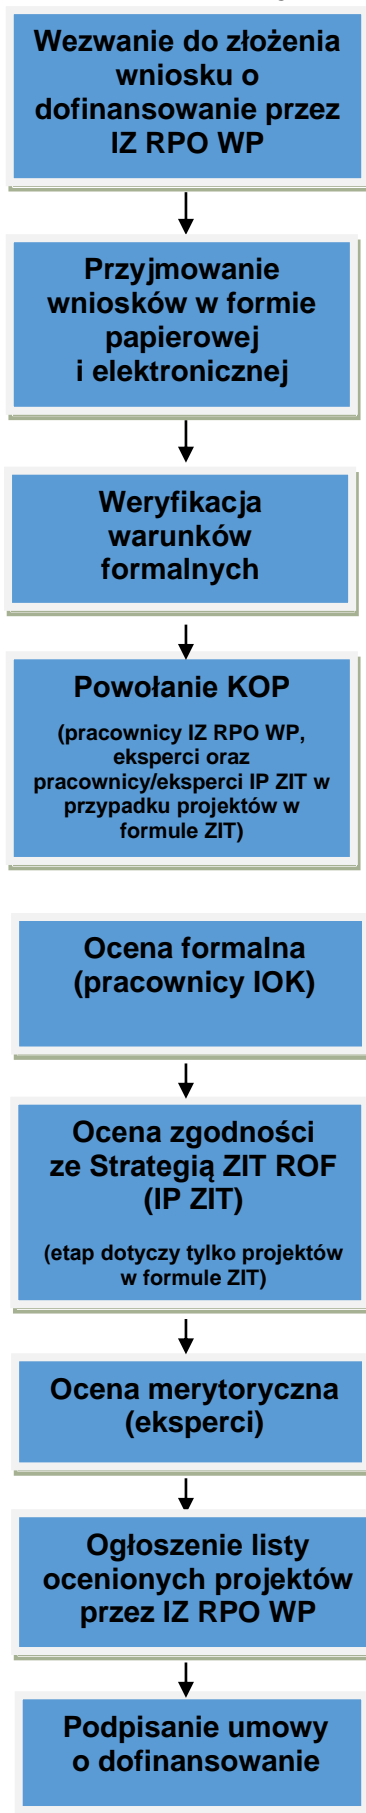 Wezwanie do złożenia
wniosku o
dofinansowanie przez
IZ RPO WP
Przyjmowanie
wniosków w formie
papierowej
i elektronicznej
Weryfikacja
warunków
formalnych
Powołanie KOP
(pracownicy IZ RPO WP,
eksperci oraz
pracownicy/eksperci IP ZIT w
przypadku projektów w
formule ZIT)
Ocena formalna
(pracownicy IOK)
Ocena zgodności
ze Strategią ZIT ROF
(IP ZIT)
(etap dotyczy tylko projektów
w formule ZIT)
Ocena merytoryczna
(eksperci)
Ogłoszenie listy
ocenionych projektów
przez IZ RPO WP
Podpisanie umowy
o dofinansowanie